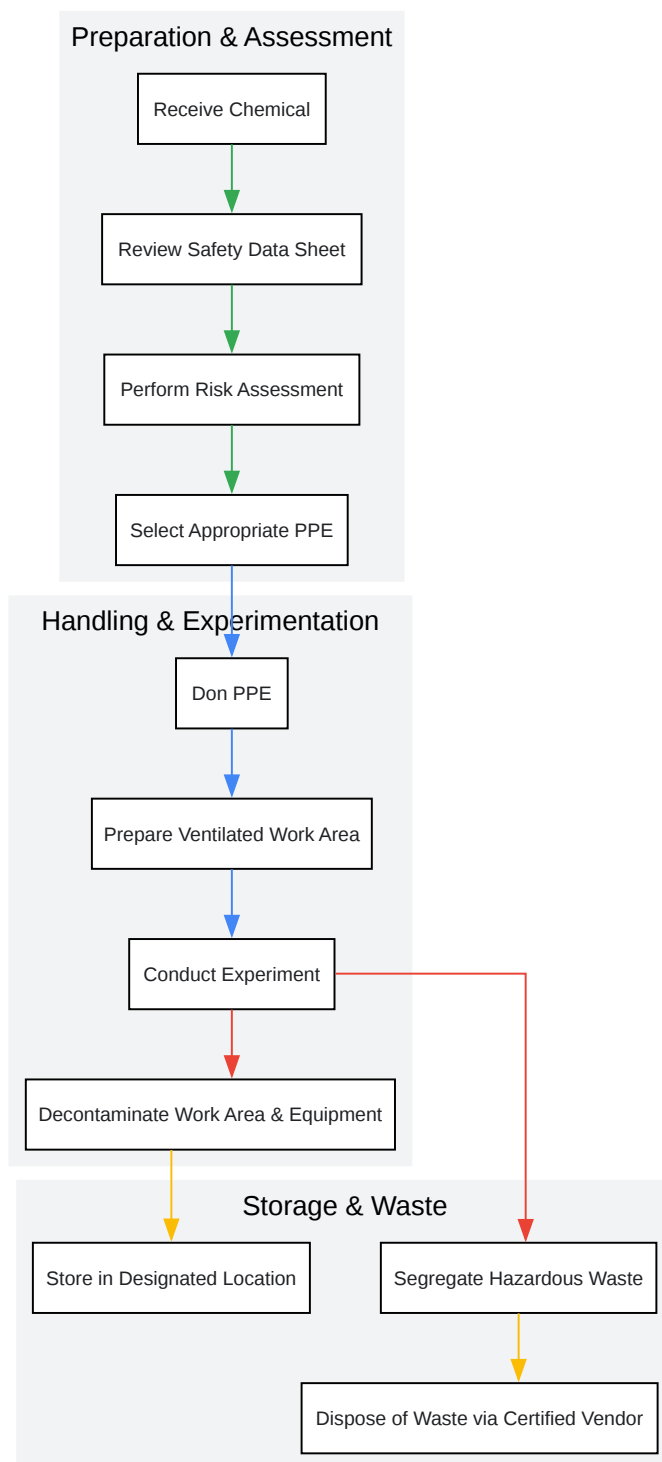 Preparation & Assessment
Receive Chemical
Review Safety Data Sheet
Perform Risk Assessment
Select Appropriate PPE
Handling & Experimentation
Don PPE
Prepare Ventilated Work Area
Conduct Experiment
Decontaminate Work Area & Equipment
Storage & Waste
Store in Designated Location
Segregate Hazardous Waste
Dispose of Waste via Certified Vendor